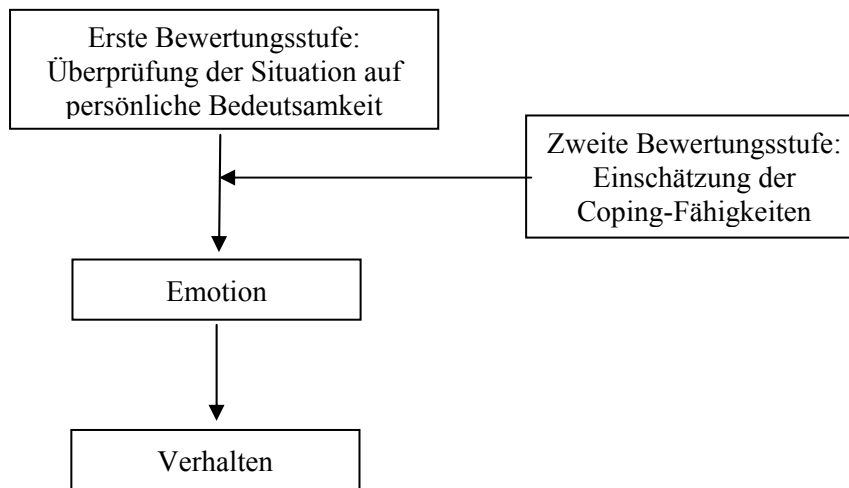 Erste Bewertungsstufe:
Überprüfung der Situation auf
persönliche Bedeutsamkeit
Zweite Bewertungsstufe:
Einschätzung der
Coping-Fähigkeiten
Emotion
Verhalten